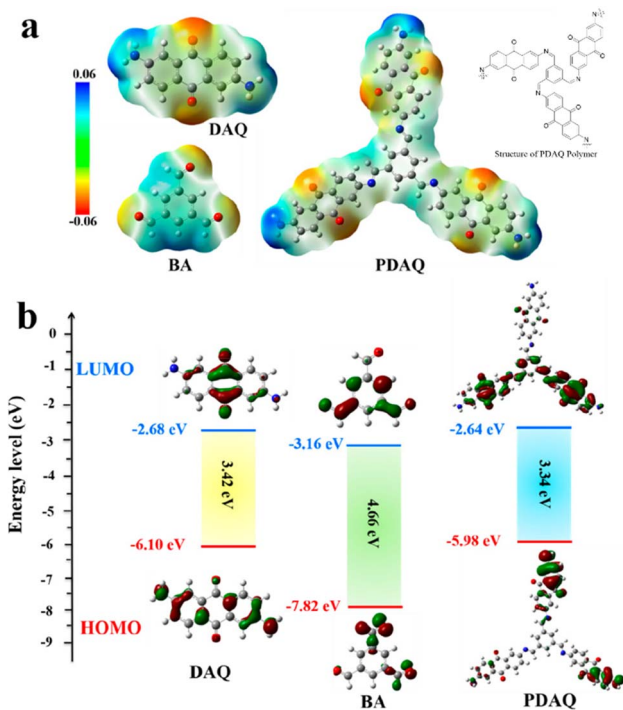 a
0.06
-0.06
DAQ
BA
PDAQ
N
O
O
N
N
O
O
N
N
O
O
N
Structure of PDAQ Polymer
b
Energy level (eV)
0
-1
-2
-3
-4
-5
-6
-7
-8
-9
LUMO
HOMO
-2.68 eV
3.42 eV
-6.10 eV
DAQ
-3.16 eV
4.66 eV
-7.82 eV
BA
-2.64 eV
3.34 eV
-5.98 eV
PDAQ